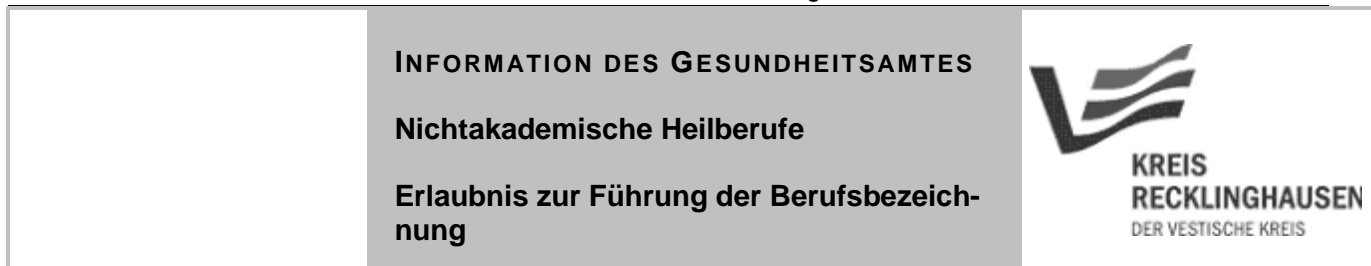 INFORMATION DES GESUNDHEITSAMTES
Nichtakademische Heilberufe
Erlaubnis zur Führung der Berufsbezeich-
nung
KREIS
RECKLINGHAUSEN
DER VESTISCHE KREIS